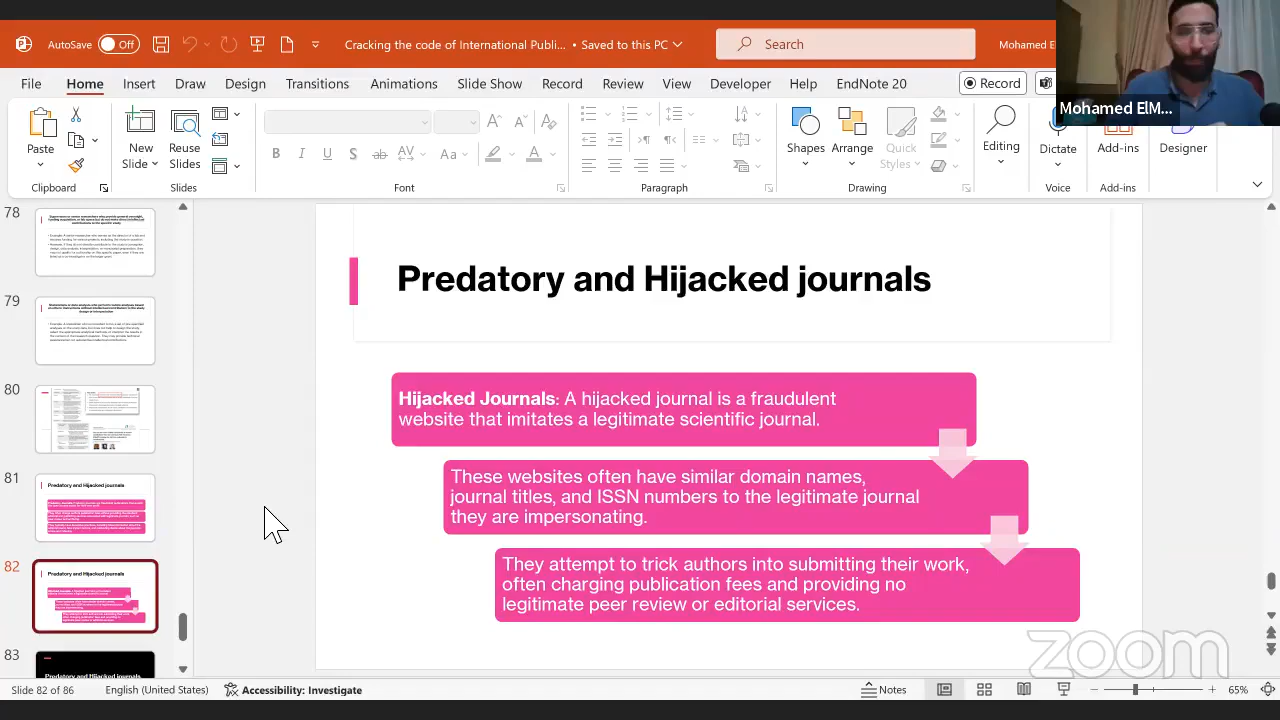 AutoSave Off
Cracking the code of International Publi... • Saved to this PC
Search
Mohamed E
Mohamed ElM...
File Home Insert Draw Design Transitions Animations Slide Show Record Review View Developer Help EndNote 20 Record
Paste
New Slide
Reuse Slides
Shapes
Arrange
Quick Styles
Editing
Dictate
Add-ins
Designer
Clipboard
Slides
Font
Paragraph
Drawing
Voice
Add-ins
78
79
80
81
Predatory and Hijacked journals
82
Predatory and Hijacked journals
83
Predatory and Hijacked journals
Predatory and Hijacked journals
Hijacked Journals: A hijacked journal is a fraudulent
website that imitates a legitimate scientific journal.
These websites often have similar domain names,
journal titles, and ISSN numbers to the legitimate journal
they are impersonating.
They attempt to trick authors into submitting their work,
often charging publication fees and providing no
legitimate peer review or editorial services.
zoom
Slide 82 of 86 English (United States) Accessibility: Investigate Notes 65%